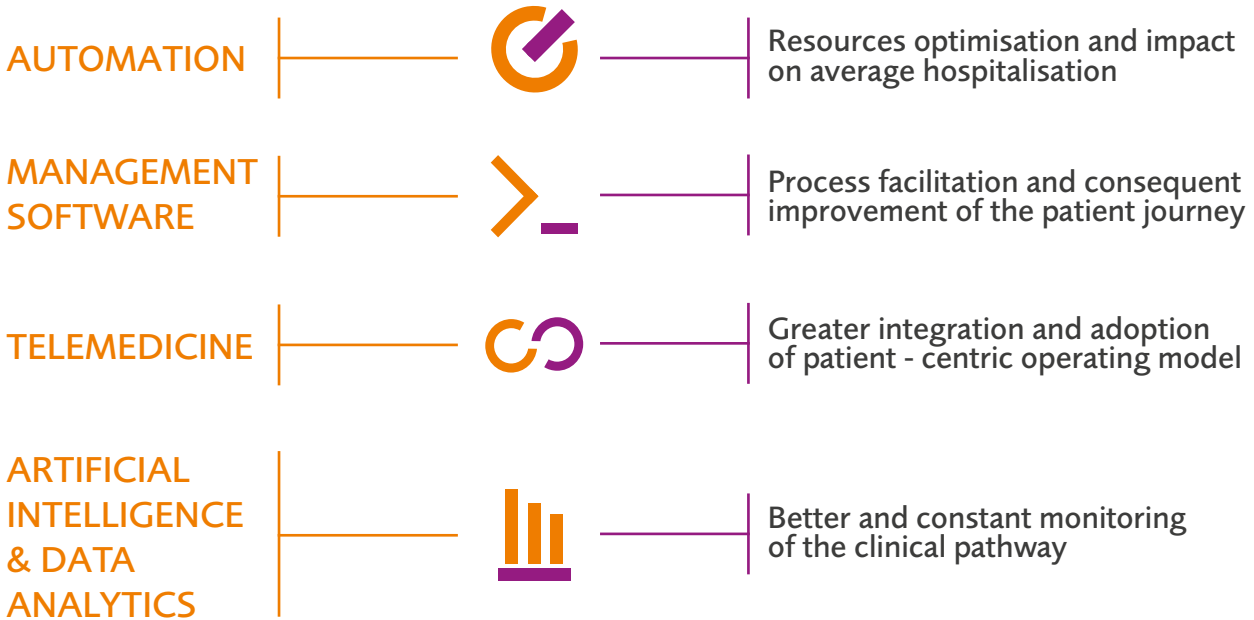 AUTOMATION
Resources optimisation and impact
on average hospitalisation
MANAGEMENT
SOFTWARE
Process facilitation and consequent
improvement of the patient journey
TELEMEDICINE
Greater integration and adoption
of patient - centric operating model
ARTIFICIAL
INTELLIGENCE
& DATA
ANALYTICS
Better and constant monitoring
of the clinical pathway